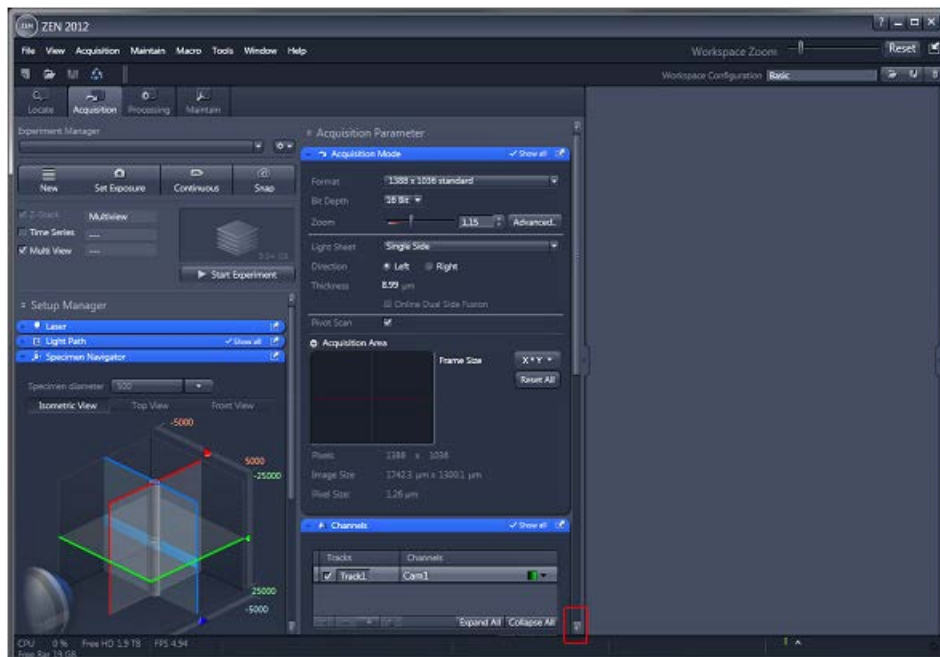 ZEN 2012
File View Acquisition Maintain Macro Tools Window Help
Workspace Zoom
Reset
Workspace Configuration Basic
Locate Acquisition Processing Maintain
Experiment Manager
New Set Exposure Continuous Snap
Z-Stack Multiview
Time Series ---
Multi View ---
Start Experiment
Setup Manager
Laser
Light Path Show all
Specimen Navigator
Specimen diameter 500
Isometric View Top View Front View
-5000
5000
-25000
25000
-5000
Acquisition Parameter
Acquisition Mode Show all
Format 1388 x 1036 standard
Bit Depth 16 Bit
Zoom 1.15 Advanced..
Light Sheet Single Side
Direction Left Right
Thickness 8.99 µm
Online Dual Side Fusion
Pivot Scan
Acquisition Area
Frame Size X * Y
Reset All
Pixels 1388 x 1036
Image Size 1742.3 µm x 1300.1 µm
Pixel Size: 1.26 µm
Channels Show all
Tracks Channels
Track1 Cam1
Expand All Collapse All
CPU 0 % Free HD 1.9 TB FPS 4.94
Free Ram 19 GB